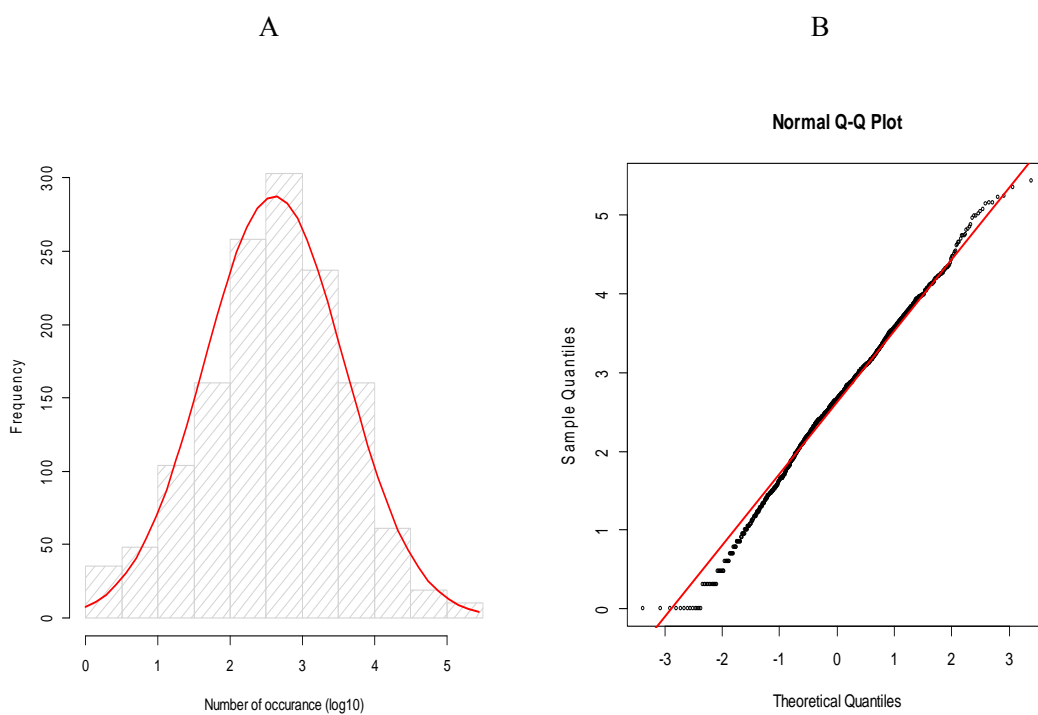 A
B
Normal Q-Q Plot
Frequency
300
250
200
150
100
50
0
0 1 2 3 4 5
Number of occurance (log10)
Sample Quantiles
5
4
3
2
1
0
-3 -2 -1 0 1 2 3
Theoretical Quantiles